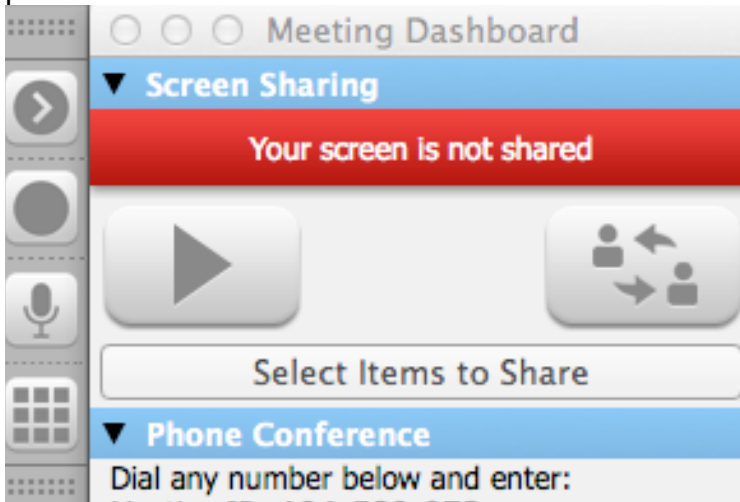 Meeting Dashboard
Screen Sharing
Your screen is not shared
Select Items to Share
Phone Conference
Dial any number below and enter: